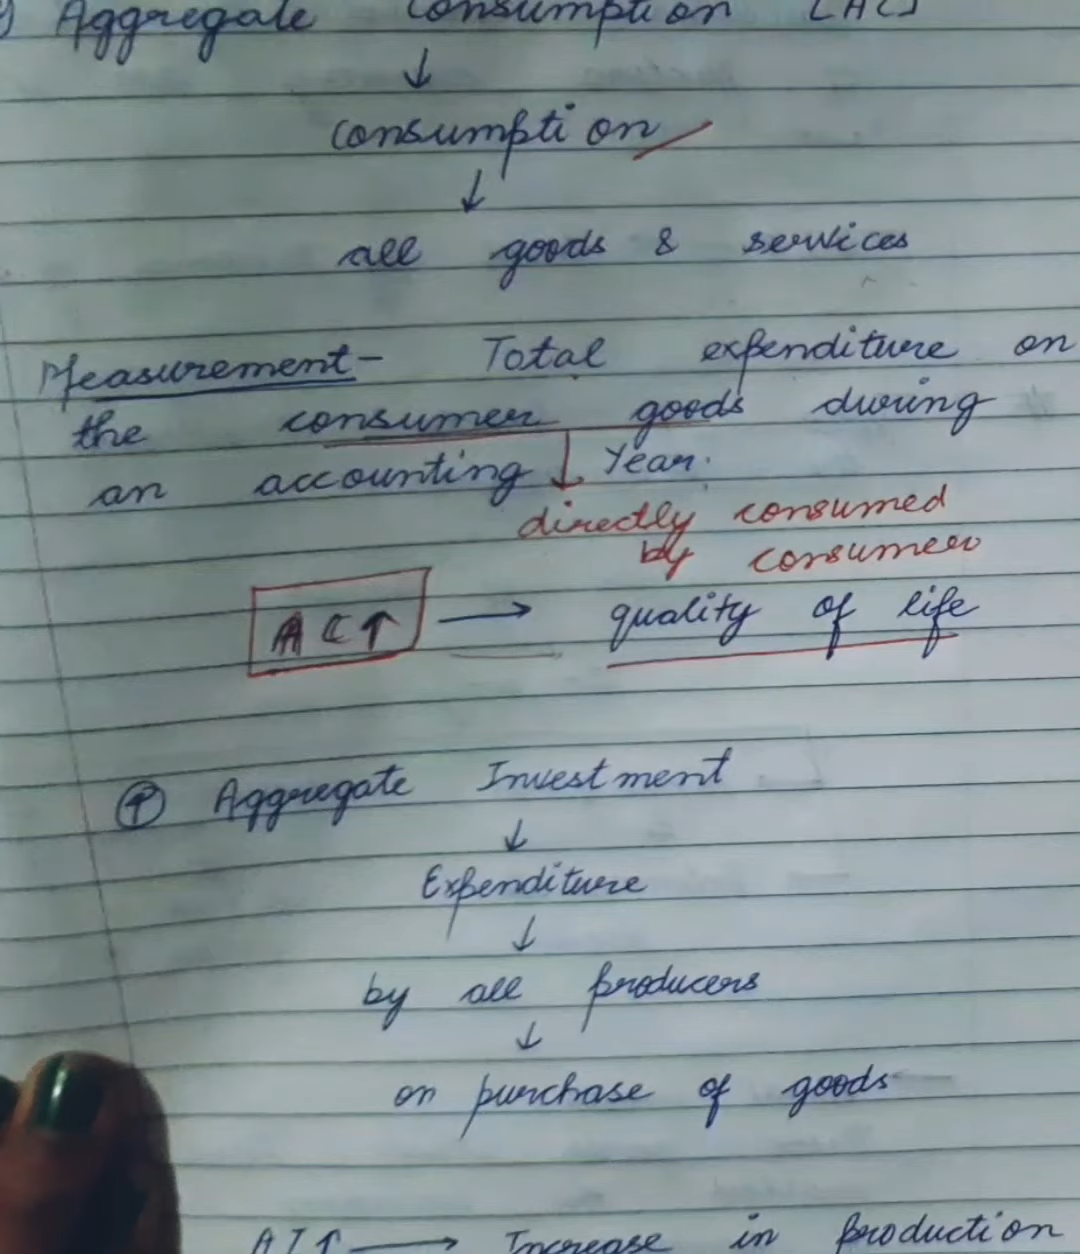 Aggregate Consumption [AC]
↓
Consumption
↓
all goods & services
Measurement- Total expenditure on
the consumer goods during
an accounting ↓ Year.
directly consumed
by consumer
AC↑ → quality of life
Aggregate Investment
↓
Expenditure
↓
by all producers
↓
on purchase of goods
AI↑ → Increase in production